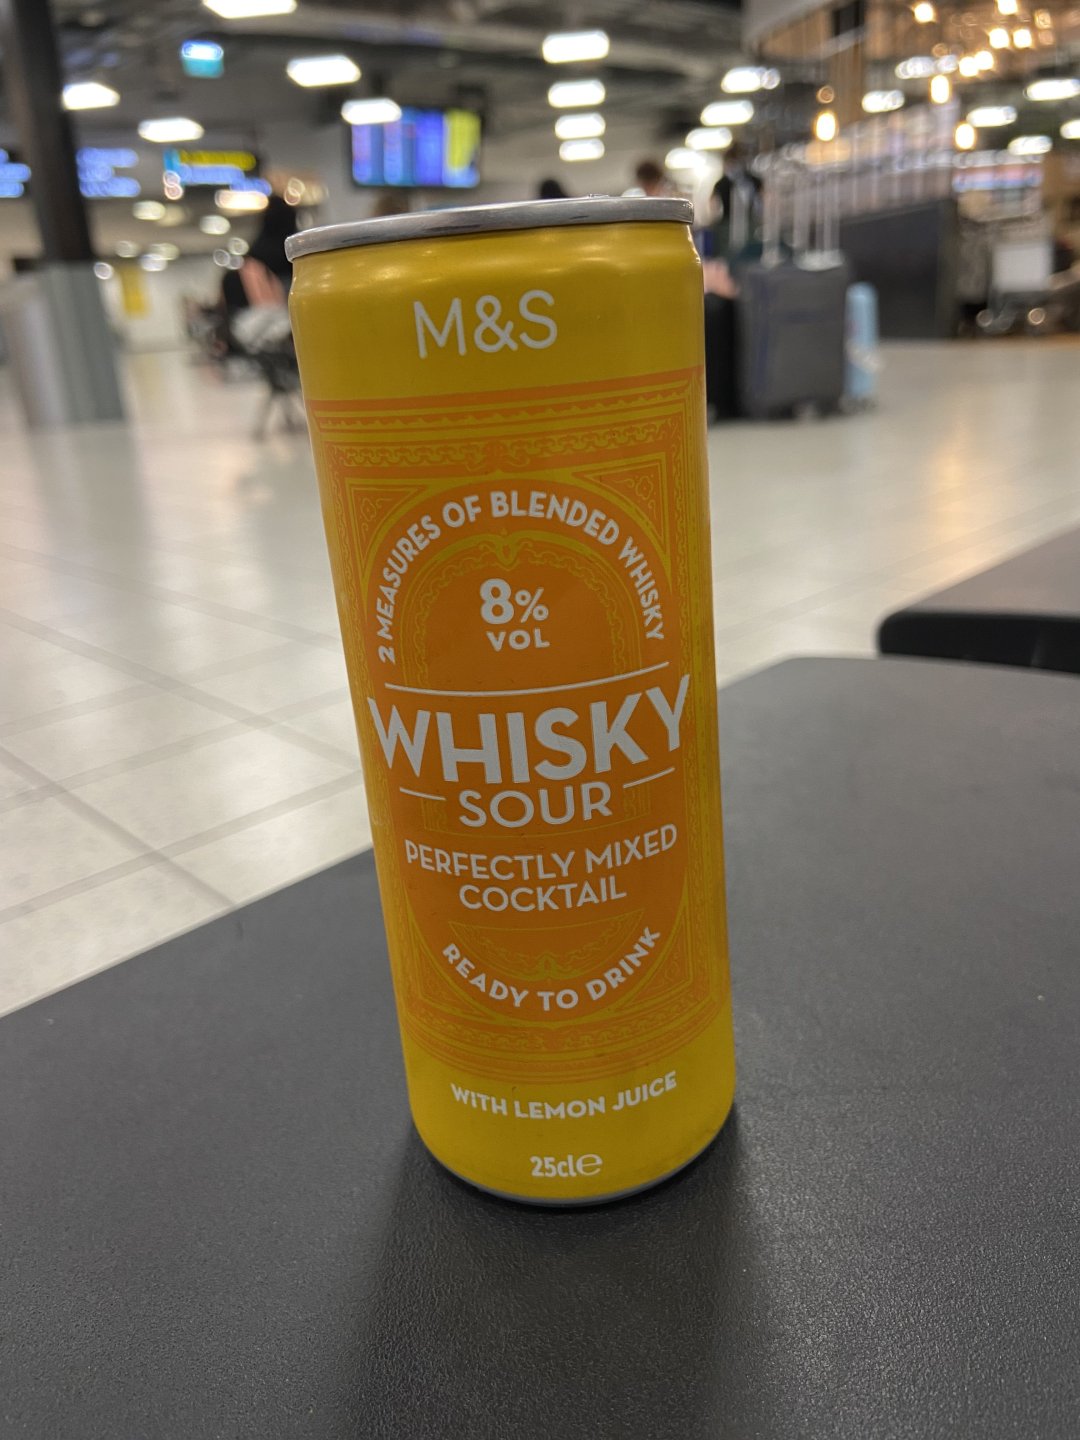 M&S
2 MEASURES OF BLENDED WHISKY
8%
VOL
WHISKY
SOUR
PERFECTLY MIXED
COCKTAIL
READY TO DRINK
WITH LEMON JUICE
25cl℮